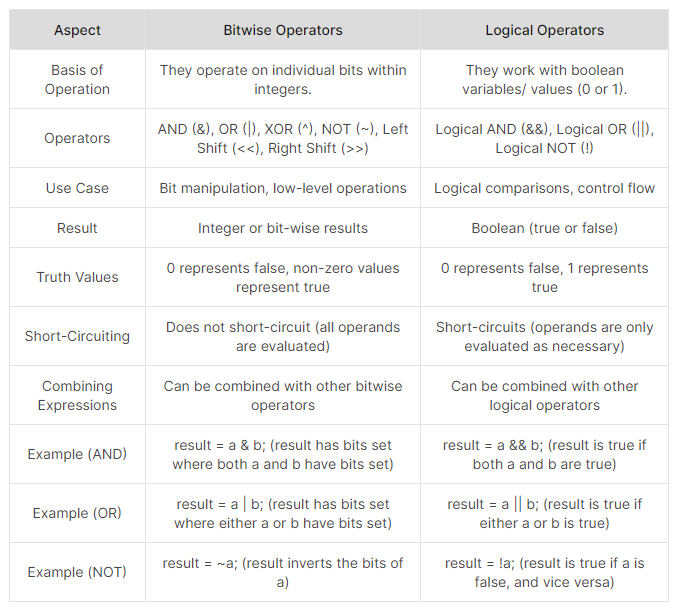 Aspect Bitwise Operators Logical Operators
Basis of
Operation
They operate on individual bits within
integers.
They work with boolean
variables/ values (0 or 1).
Operators
AND (&), OR (|), XOR (^), NOT (~), Left
Shift (<<), Right Shift (>>)
Logical AND (&&), Logical OR (||),
Logical NOT (!)
Use Case
Bit manipulation, low-level operations
Logical comparisons, control flow
Result
Integer or bit-wise results
Boolean (true or false)
Truth Values
0 represents false, non-zero values
represent true
0 represents false, 1 represents
true
Short-Circuiting
Does not short-circuit (all operands
are evaluated)
Short-circuits (operands are only
evaluated as necessary)
Combining
Expressions
Can be combined with other bitwise
operators
Can be combined with other
logical operators
Example (AND)
result = a & b; (result has bits set
where both a and b have bits set)
result = a && b; (result is true if
both a and b are true)
Example (OR)
result = a | b; (result has bits set
where either a or b have bits set)
result = a || b; (result is true if
either a or b is true)
Example (NOT)
result = ~a; (result inverts the bits of
a)
result = !a; (result is true if a is
false, and vice versa)